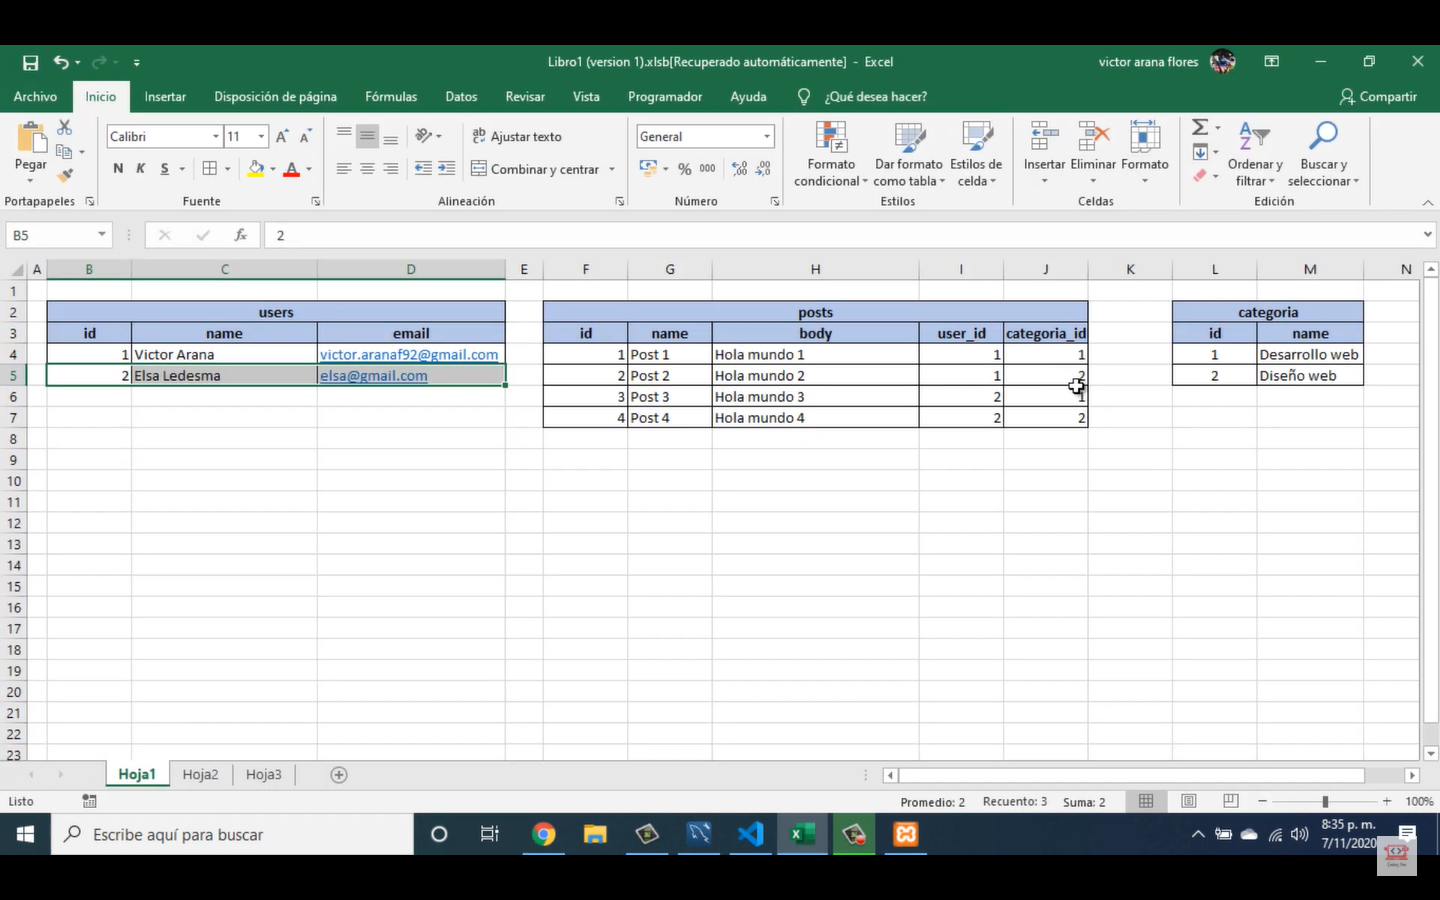 Libro1 (version 1).xlsb[Recuperado automáticamente] - Excel
victor arana flores
Archivo Inicio Insertar Disposición de página Fórmulas Datos Revisar Vista Programador Ayuda ¿Qué desea hacer? Compartir
Pegar
Portapapeles
Calibri 11
N K S
Fuente
Ajustar texto
Combinar y centrar
Alineación
General
% 000
Número
Formato condicional
Dar formato como tabla
Estilos de celda
Estilos
Insertar Eliminar Formato
Celdas
Ordenar y filtrar
Buscar y seleccionar
Edición
B5 fx 2
A B C D E F G H I J K L M N
1
2 users posts categoria
3 id name email id name body user_id categoria_id id name
4 1 Victor Arana victor.aranaf92@gmail.com 1 Post 1 Hola mundo 1 1 1 1 Desarrollo web
5 2 Elsa Ledesma elsa@gmail.com 2 Post 2 Hola mundo 2 1 2 2 Diseño web
6 3 Post 3 Hola mundo 3 2 1
7 4 Post 4 Hola mundo 4 2 2
8
9
10
11
12
13
14
15
16
17
18
19
20
21
22
23
Hoja1 Hoja2 Hoja3
Listo Promedio: 2 Recuento: 3 Suma: 2 100%
Escribe aquí para buscar
8:35 p. m.
7/11/2020